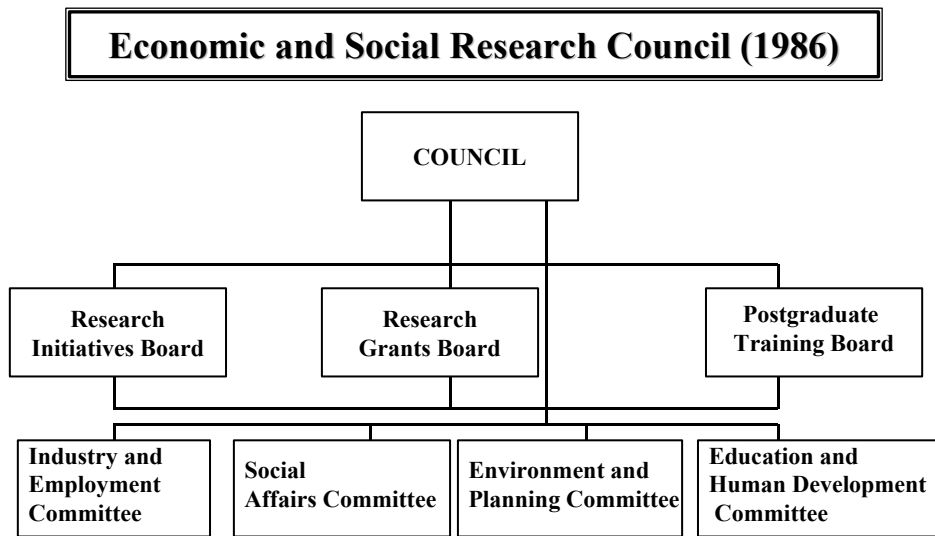 Economic and Social Research Council (1986)
COUNCIL
Research
Initiatives Board
Research
Grants Board
Postgraduate
Training Board
Industry and
Employment
Committee
Social
Affairs Committee
Environment and
Planning Committee
Education and
Human Development
Committee